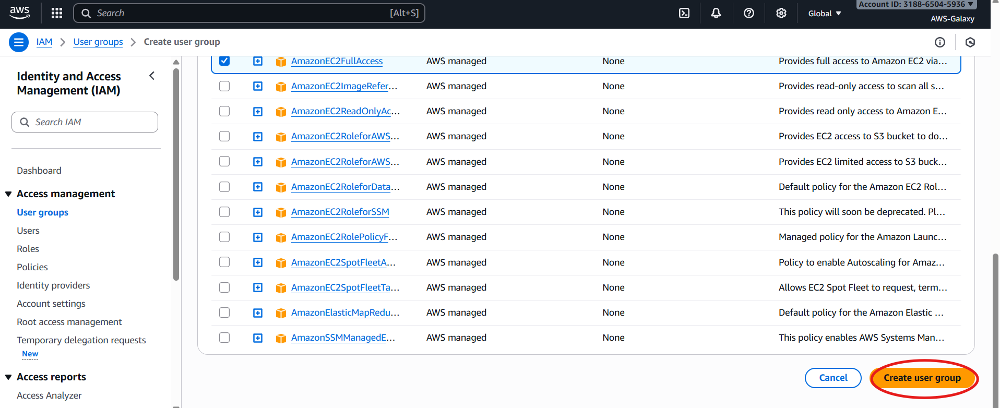 aws
Search [Alt+S]
Global
Account ID: 3188-6504-5936
AWS-Galaxy
IAM
User groups
Create user group
Identity and Access
Management (IAM)
Search IAM
Dashboard
Access management
User groups
Users
Roles
Policies
Identity providers
Account settings
Root access management
Temporary delegation requests
New
Access reports
Access Analyzer
AmazonEC2FullAccess AWS managed None Provides full access to Amazon EC2 via...
AmazonEC2ImageRefer... AWS managed None Provides read-only access to scan all s...
AmazonEC2ReadOnlyAc... AWS managed None Provides read only access to Amazon E...
AmazonEC2RoleforAWS... AWS managed None Provides EC2 access to S3 bucket to do...
AmazonEC2RoleforAWS... AWS managed None Provides EC2 limited access to S3 buck...
AmazonEC2RoleforData... AWS managed None Default policy for the Amazon EC2 Rol...
AmazonEC2RoleforSSM AWS managed None This policy will soon be deprecated. Pl...
AmazonEC2RolePolicyF... AWS managed None Managed policy for the Amazon Launc...
AmazonEC2SpotFleetA... AWS managed None Policy to enable Autoscaling for Amaz...
AmazonEC2SpotFleetTa... AWS managed None Allows EC2 Spot Fleet to request, term...
AmazonElasticMapRedu... AWS managed None Default policy for the Amazon Elastic ...
AmazonSSMManagedE... AWS managed None This policy enables AWS Systems Man...
Cancel
Create user group